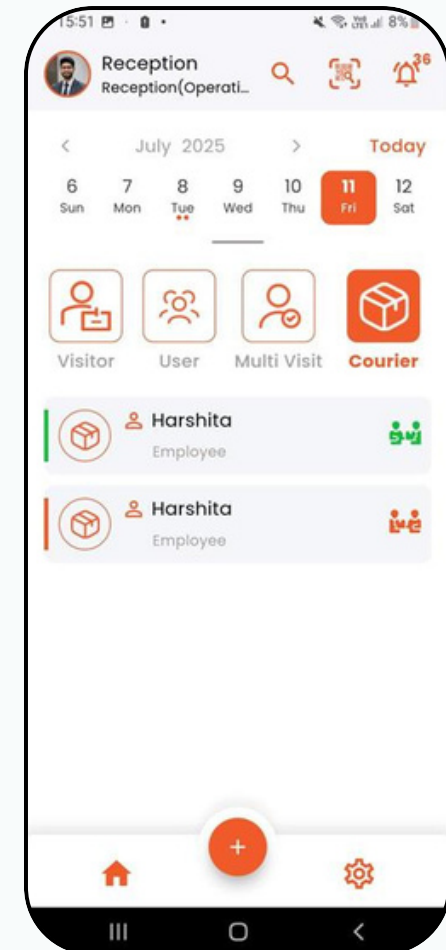 15:51 8%
Reception
Reception(Operati...
36
< July 2025 > Today
6 7 8 9 10 11 12
Sun Mon Tue Wed Thu Fri Sat
Visitor User Multi Visit Courier
Harshita
Employee
Harshita
Employee
+